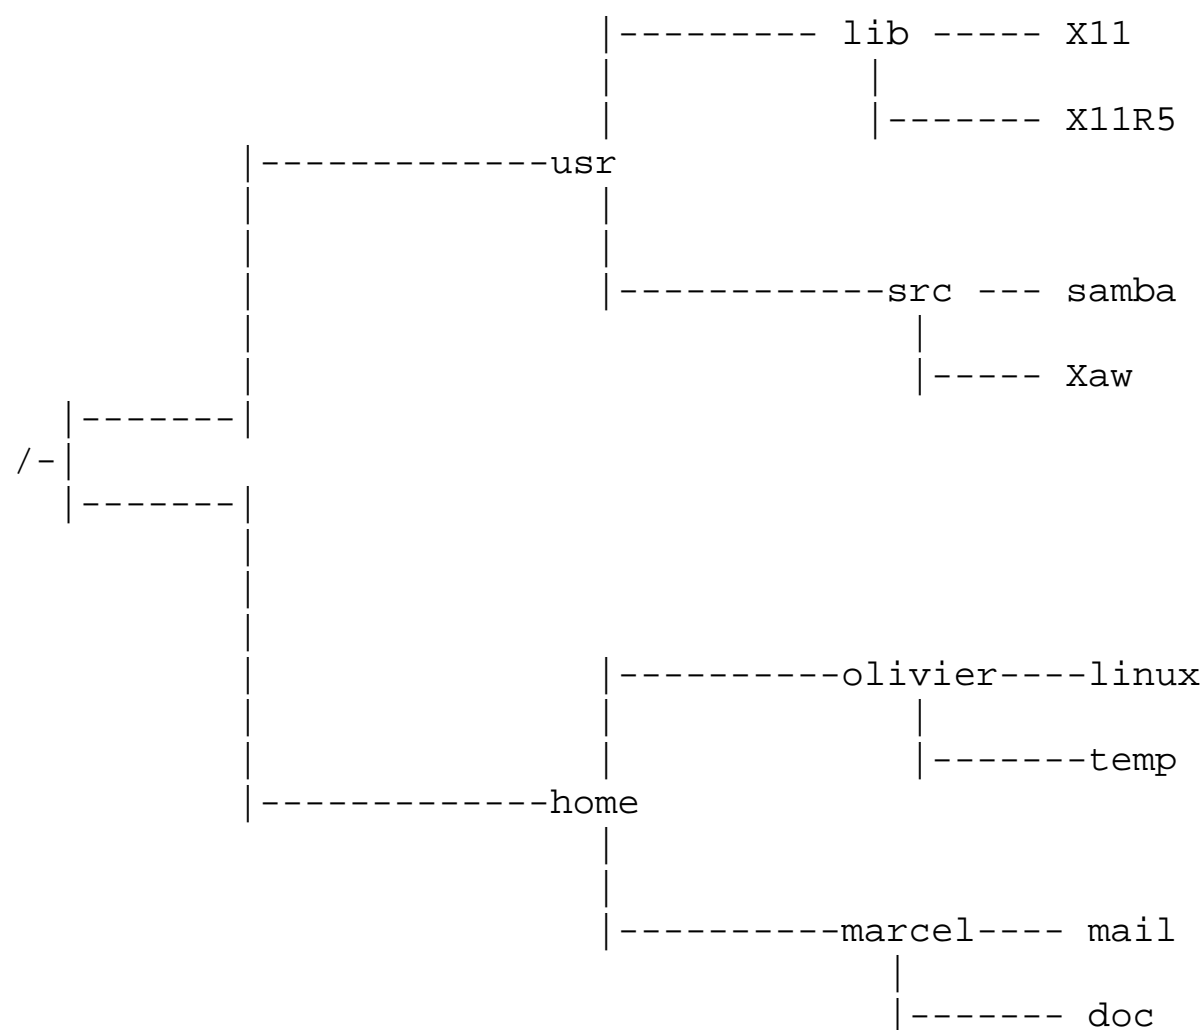 |--------- lib ----- X11
|           |
|           |------- X11R5
|-------------usr
|               |
|               |
|               |------------src --- samba
|                             |
|                             |----- Xaw
|-------|
/-|
|-------|
|
|
|
|               |----------olivier----linux
|               |             |
|               |             |-------temp
|-------------home
|
|
|----------marcel---- mail
|
|------- doc